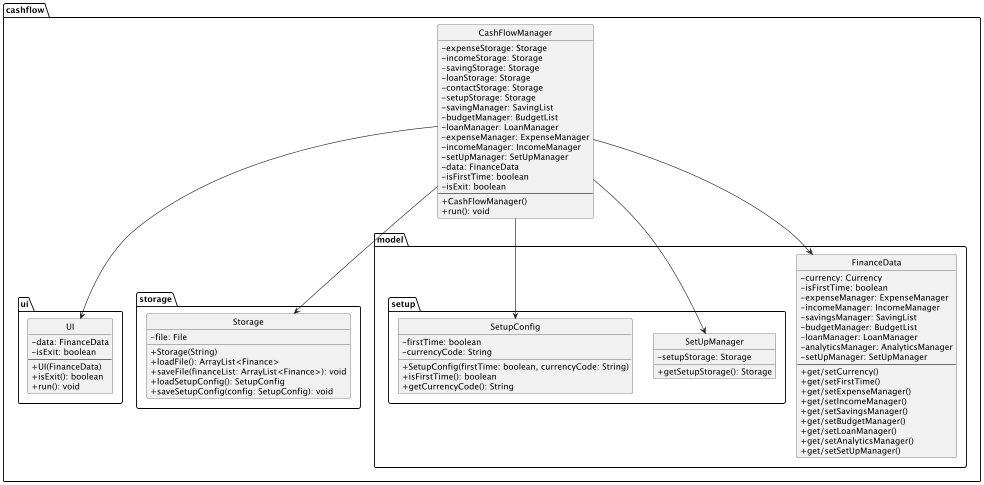 cashflow
CashFlowManager
-expenseStorage: Storage
-incomeStorage: Storage
-savingStorage: Storage
-loanStorage: Storage
-contactStorage: Storage
-setupStorage: Storage
-savingManager: SavingList
-budgetManager: BudgetList
-loanManager: LoanManager
-expenseManager: ExpenseManager
-incomeManager: IncomeManager
-setUpManager: SetUpManager
-data: FinanceData
-isFirstTime: boolean
-isExit: boolean
+CashFlowManager()
+run(): void
ui
UI
-data: FinanceData
-isExit: boolean
+UI(FinanceData)
+isExit(): boolean
+run(): void
storage
Storage
-file: File
+Storage(String)
+loadFile(): ArrayList<Finance>
+saveFile(financeList: ArrayList<Finance>): void
+loadSetupConfig(): SetupConfig
+saveSetupConfig(config: SetupConfig): void
model
setup
SetupConfig
-firstTime: boolean
-currencyCode: String
+SetupConfig(firstTime: boolean, currencyCode: String)
+isFirstTime(): boolean
+getCurrencyCode(): String
SetUpManager
-setupStorage: Storage
+getSetupStorage(): Storage
FinanceData
-currency: Currency
-isFirstTime: boolean
-expenseManager: ExpenseManager
-incomeManager: IncomeManager
-savingsManager: SavingList
-budgetManager: BudgetList
-loanManager: LoanManager
-analyticsManager: AnalyticsManager
-setUpManager: SetUpManager
+get/setCurrency()
+get/setFirstTime()
+get/setExpenseManager()
+get/setIncomeManager()
+get/setSavingsManager()
+get/setBudgetManager()
+get/setLoanManager()
+get/setAnalyticsManager()
+get/setSetUpManager()